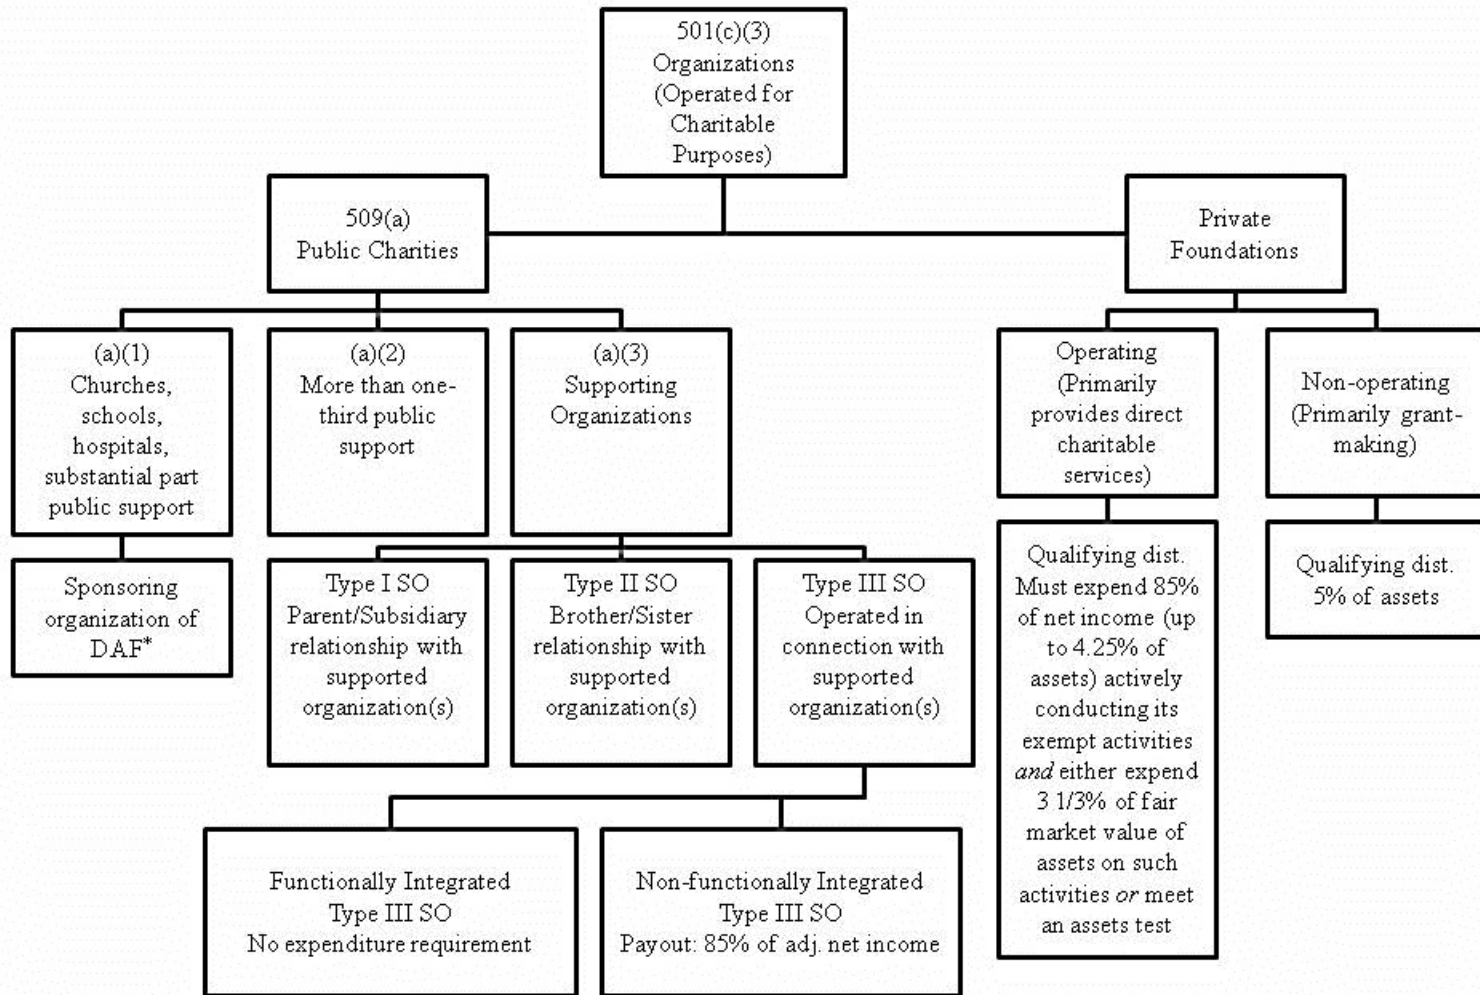 501(c)(3)
Organizations
(Operated for
Charitable
Purposes)
509(a)
Public Charities
Private
Foundations
(a)(1)
Churches,
schools,
hospitals,
substantial part
public support
(a)(2)
More than one-
third public
support
(a)(3)
Supporting
Organizations
Operating
(Primarily
provides direct
charitable
services)
Non-operating
(Primarily grant-
making)
Sponsoring
organization of
DAF*
Type I SO
Parent/Subsidiary
relationship with
supported
organization(s)
Type II SO
Brother/Sister
relationship with
supported
organization(s)
Type III SO
Operated in
connection with
supported
organization(s)
Qualifying dist.
Must expend 85%
of net income (up
to 4.25% of
assets) actively
conducting its
exempt activities
and either expend
3 1/3% of fair
market value of
assets on such
activities or meet
an assets test
Qualifying dist.
5% of assets
Functionally Integrated
Type III SO
No expenditure requirement
Non-functionally Integrated
Type III SO
Payout: 85% of adj. net income